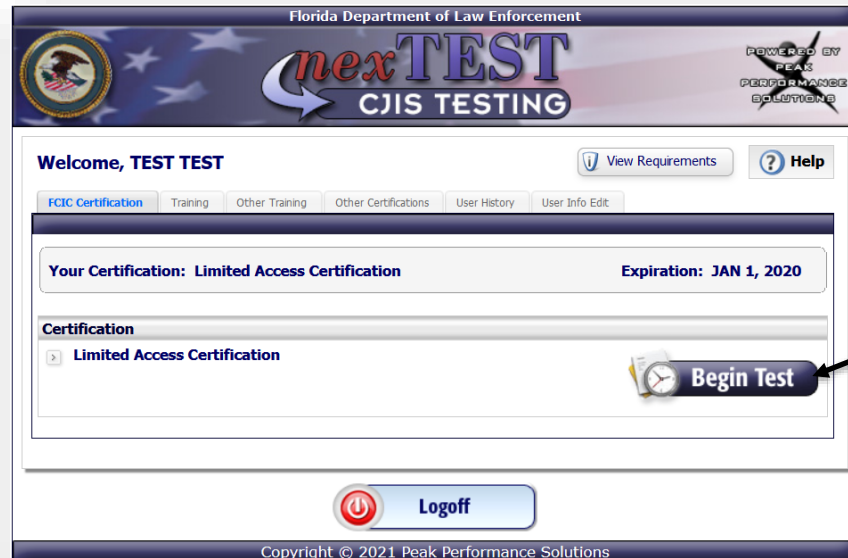 Florida Department of Law Enforcement
nexTEST
CJIS TESTING
POWERED BY
PEAK
PERFORMANCE
SOLUTIONS
Welcome, TEST TEST
View Requirements
? Help
FCIC Certification Training Other Training Other Certifications User History User Info Edit
Your Certification: Limited Access Certification Expiration: JAN 1, 2020
Certification
Limited Access Certification
Begin Test
Logoff
Copyright © 2021 Peak Performance Solutions